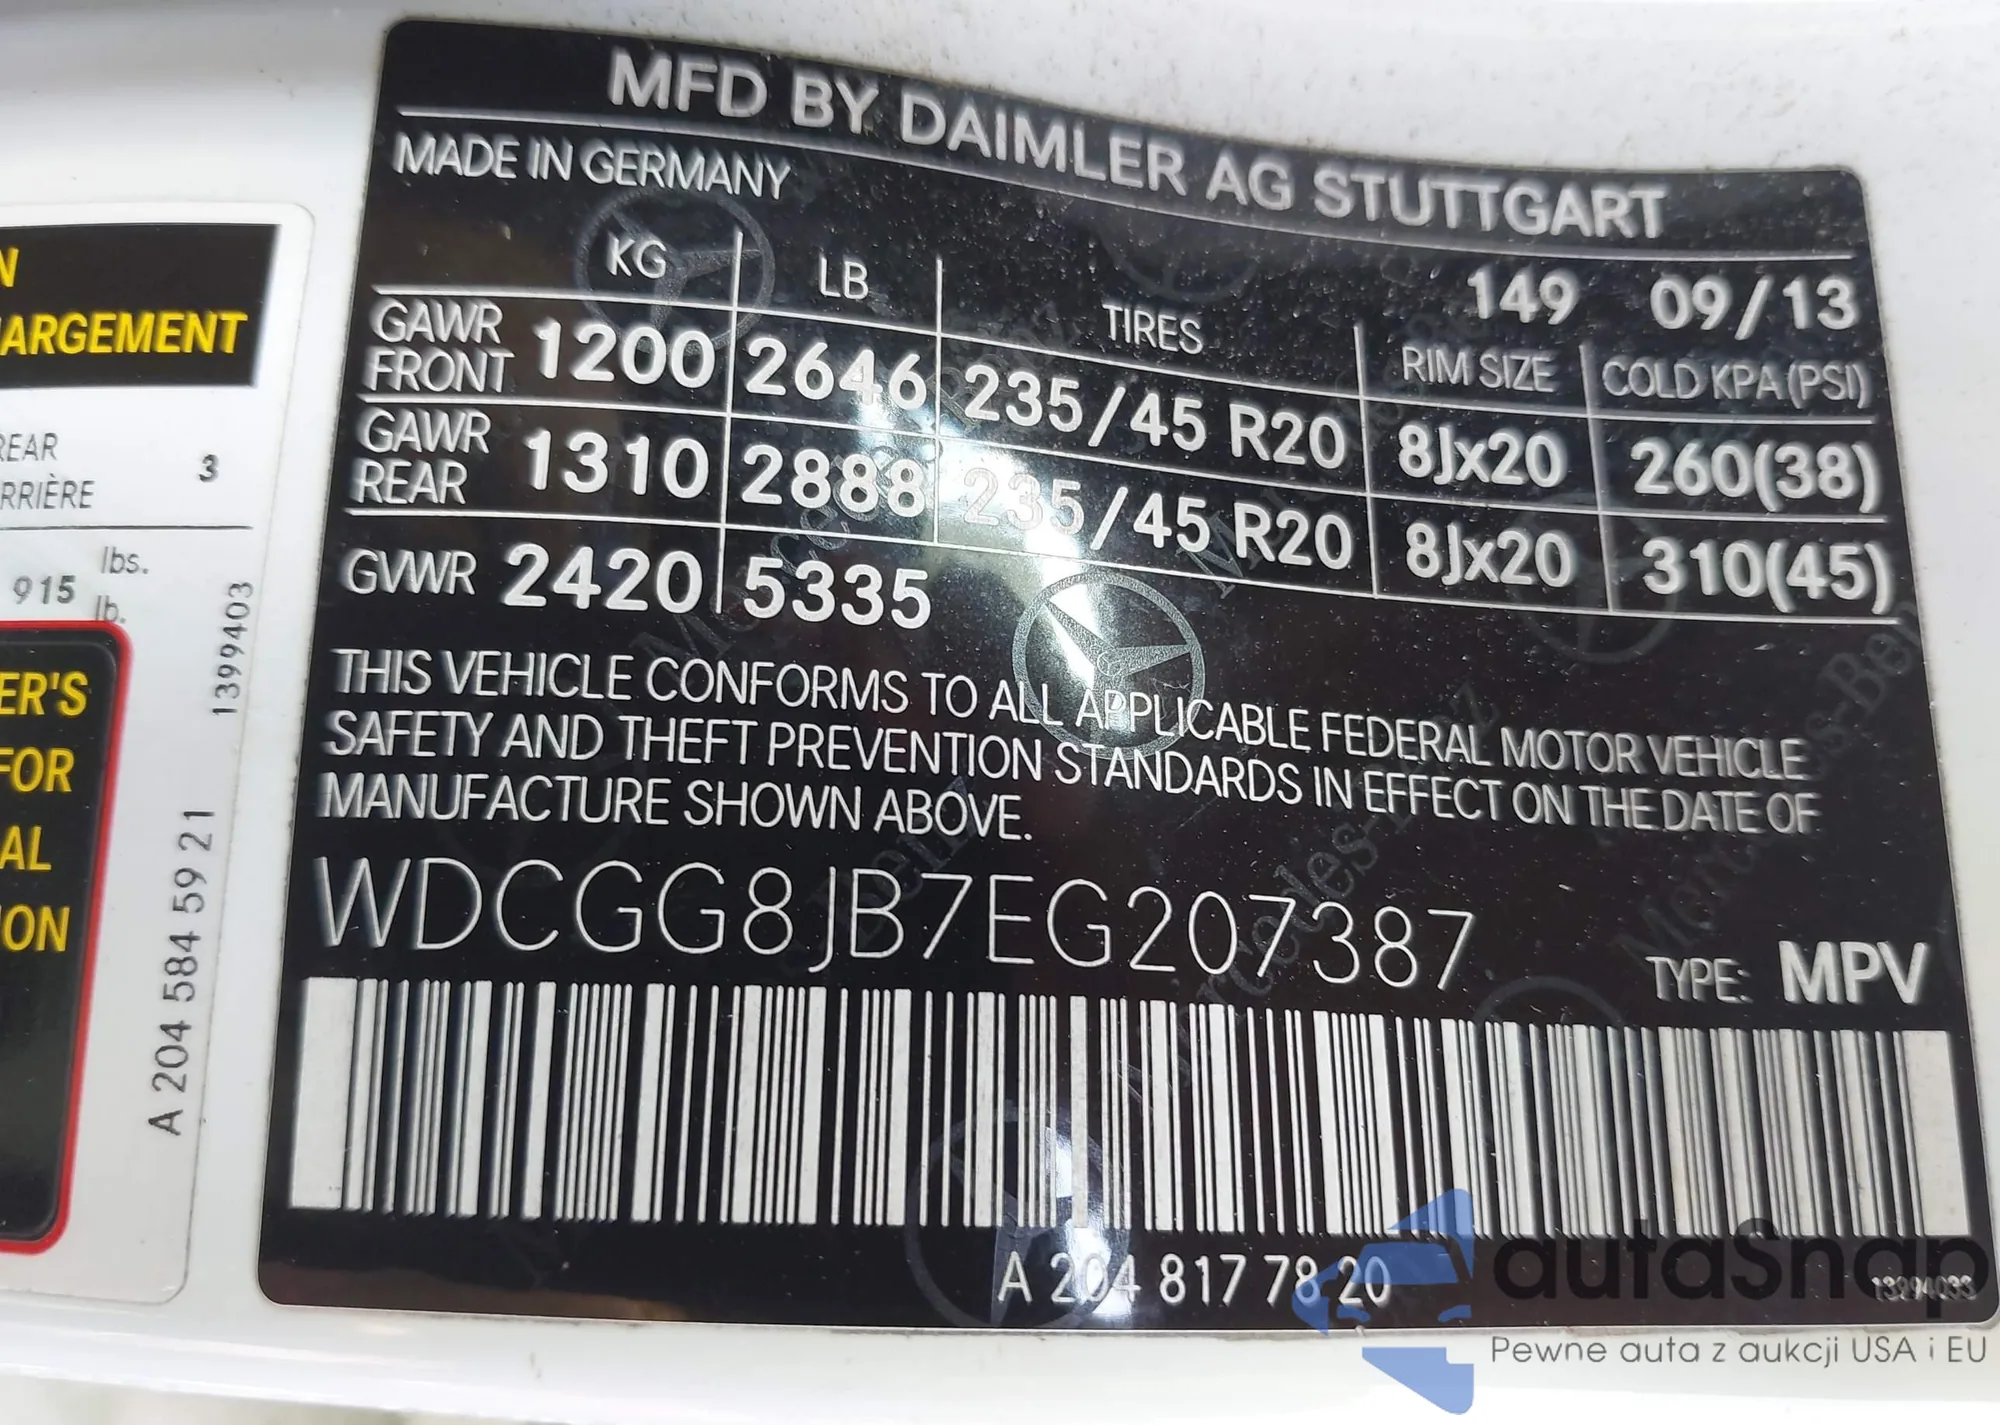 MFD BY DAIMLER AG STUTTGART
MADE IN GERMANY
149 09/13
KG LB TIRES RIM SIZE COLD KPA (PSI)
GAWR FRONT 1200 2646 235/45 R20 8Jx20 260(38)
GAWR REAR 1310 2888 235/45 R20 8Jx20 310(45)
GVWR 2420 5335
THIS VEHICLE CONFORMS TO ALL APPLICABLE FEDERAL MOTOR VEHICLE
SAFETY AND THEFT PREVENTION STANDARDS IN EFFECT ON THE DATE OF
MANUFACTURE SHOWN ABOVE.
WDCGG8JB7EG207387
TYPE: MPV
A 204 817 78 20
N
ARGEMENT
REAR
RRIÈRE
3
915 lbs.
lb.
1399403
A 204 584 59 21
ER'S
FOR
AL
ION
autaSnap
Pewne auta z aukcji USA i EU